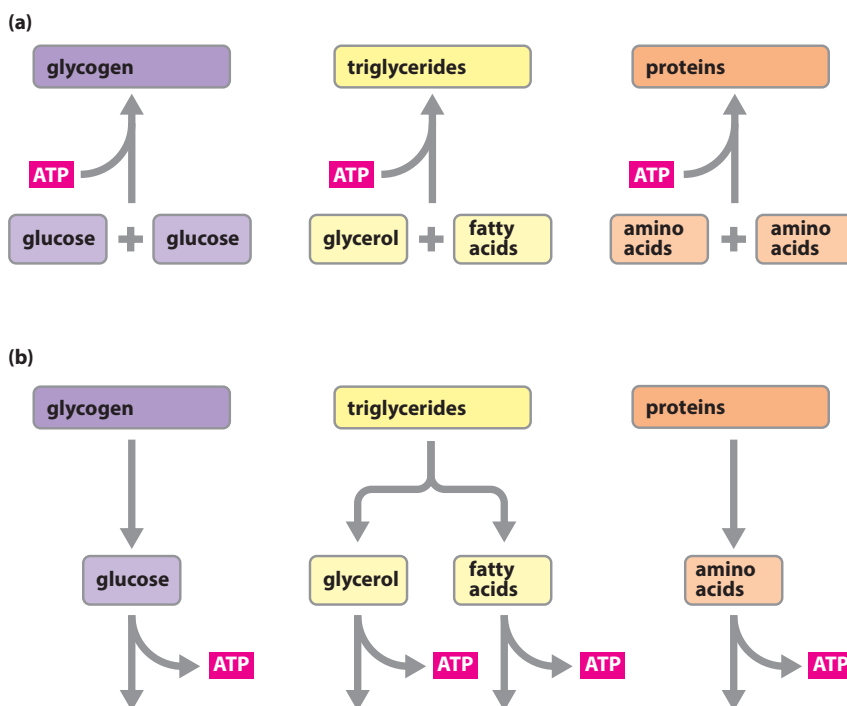 (a)
glycogen
triglycerides
proteins
ATP
ATP
ATP
glucose + glucose
glycerol + fatty acids
amino acids + amino acids
(b)
glycogen
triglycerides
proteins
glucose
glycerol
fatty
acids
amino
acids
ATP
ATP
ATP
ATP